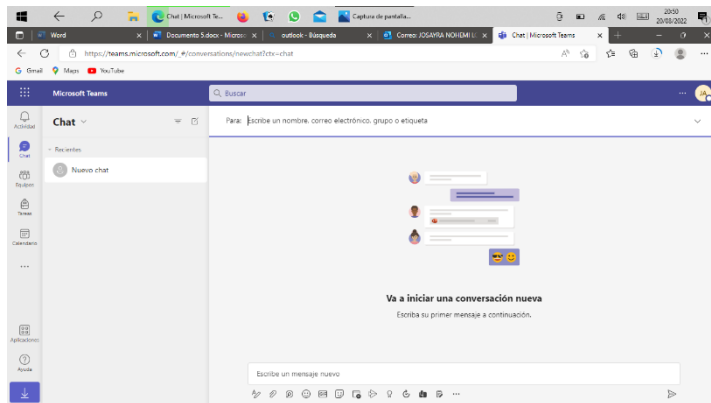 Chat | Microsoft Te...
Captura de pantalla...
20:50
20/03/2022
Word
Documento 5.docx - Microso
outlook - Búsqueda
Correo: JOSAYRA NOHEMI LI
Chat | Microsoft Teams
https://teams.microsoft.com/_#/conversations/newchat?ctx=chat
Gmail
Maps
YouTube
Microsoft Teams
Buscar
JA
Actividad
Chat
Equipos
Tareas
Calendario
Aplicaciones
Ayuda
Chat
Recientes
Nuevo chat
Para: Escribe un nombre, correo electrónico, grupo o etiqueta
Va a iniciar una conversación nueva
Escriba su primer mensaje a continuación.
Escribe un mensaje nuevo